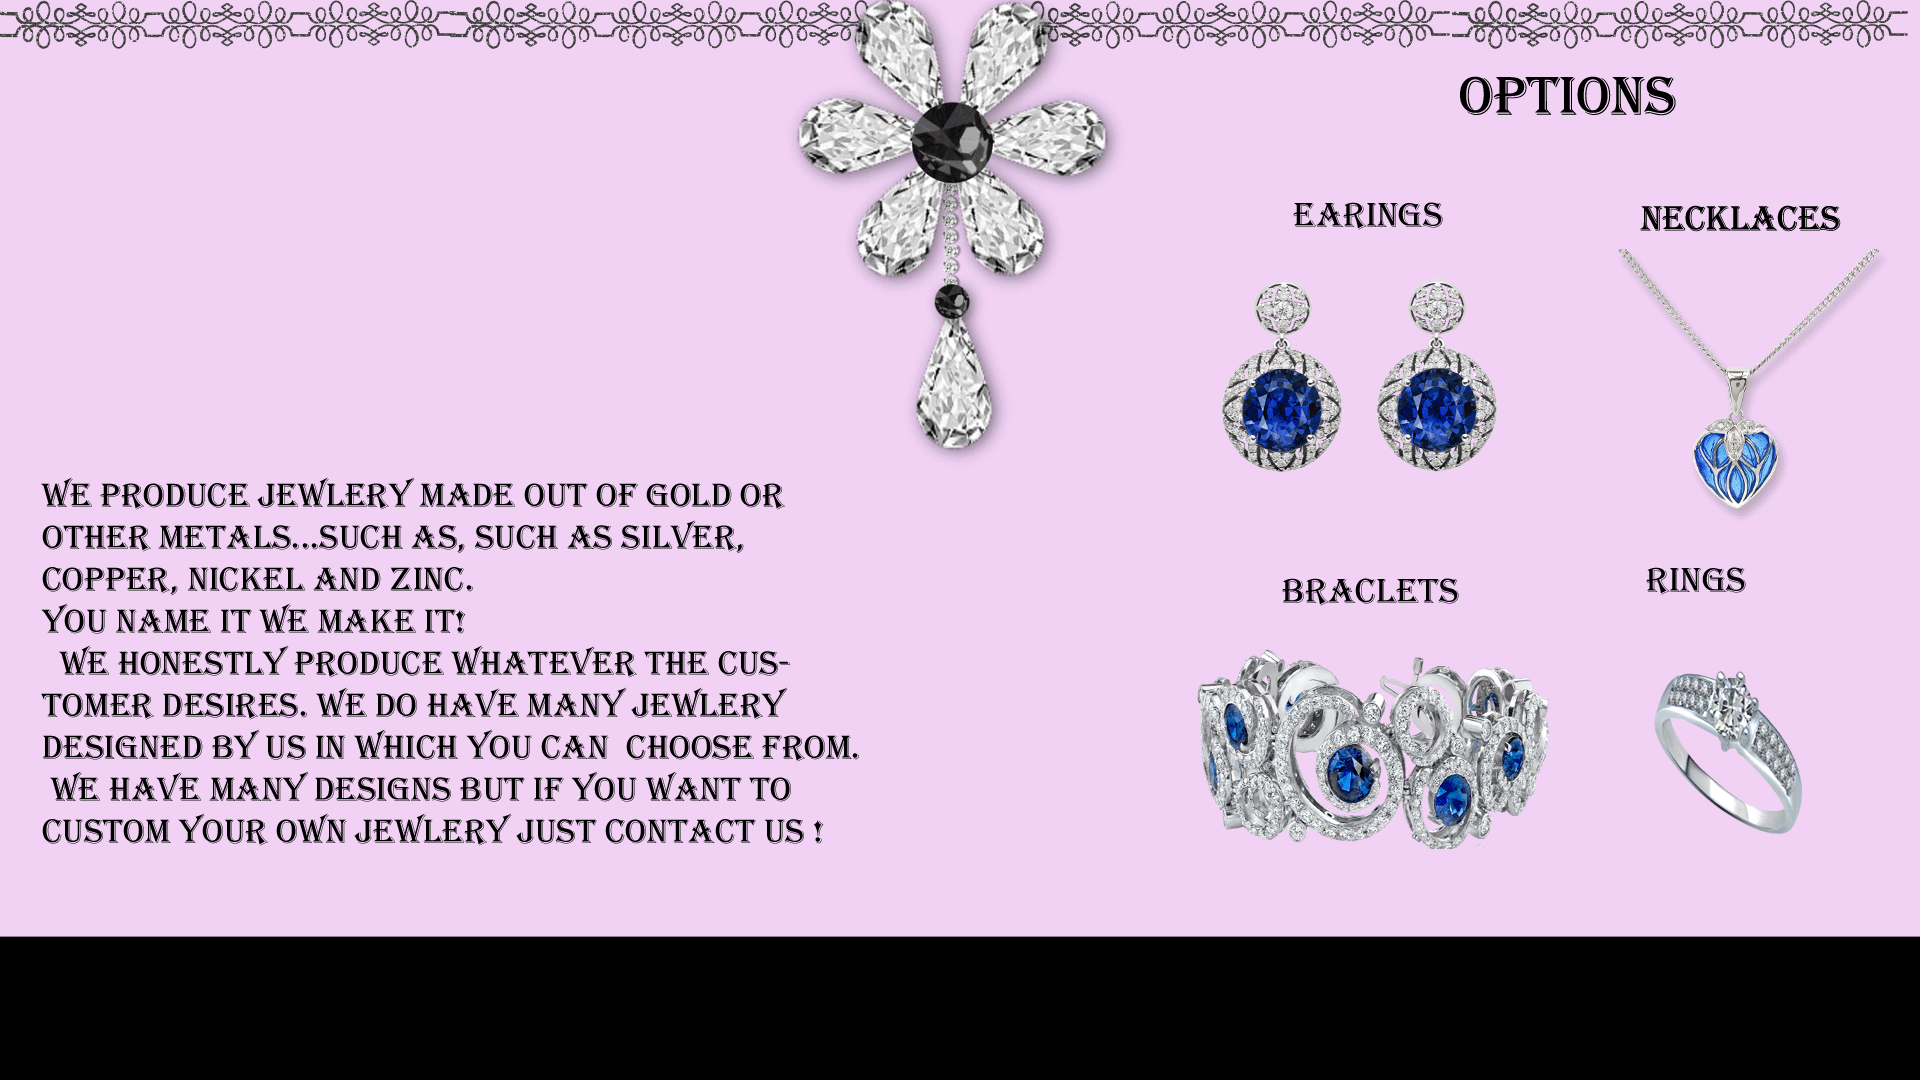 OPTIONS
EARINGS
NECKLACES
BRACLETS
RINGS
WE PRODUCE JEWLERY MADE OUT OF GOLD OR
OTHER METALS...SUCH AS, SUCH AS SILVER,
COPPER, NICKEL AND ZINC.
YOU NAME IT WE MAKE IT!
WE HONESTLY PRODUCE WHATEVER THE CUS-
TOMER DESIRES. WE DO HAVE MANY JEWLERY
DESIGNED BY US IN WHICH YOU CAN CHOOSE FROM.
WE HAVE MANY DESIGNS BUT IF YOU WANT TO
CUSTOM YOUR OWN JEWLERY JUST CONTACT US !